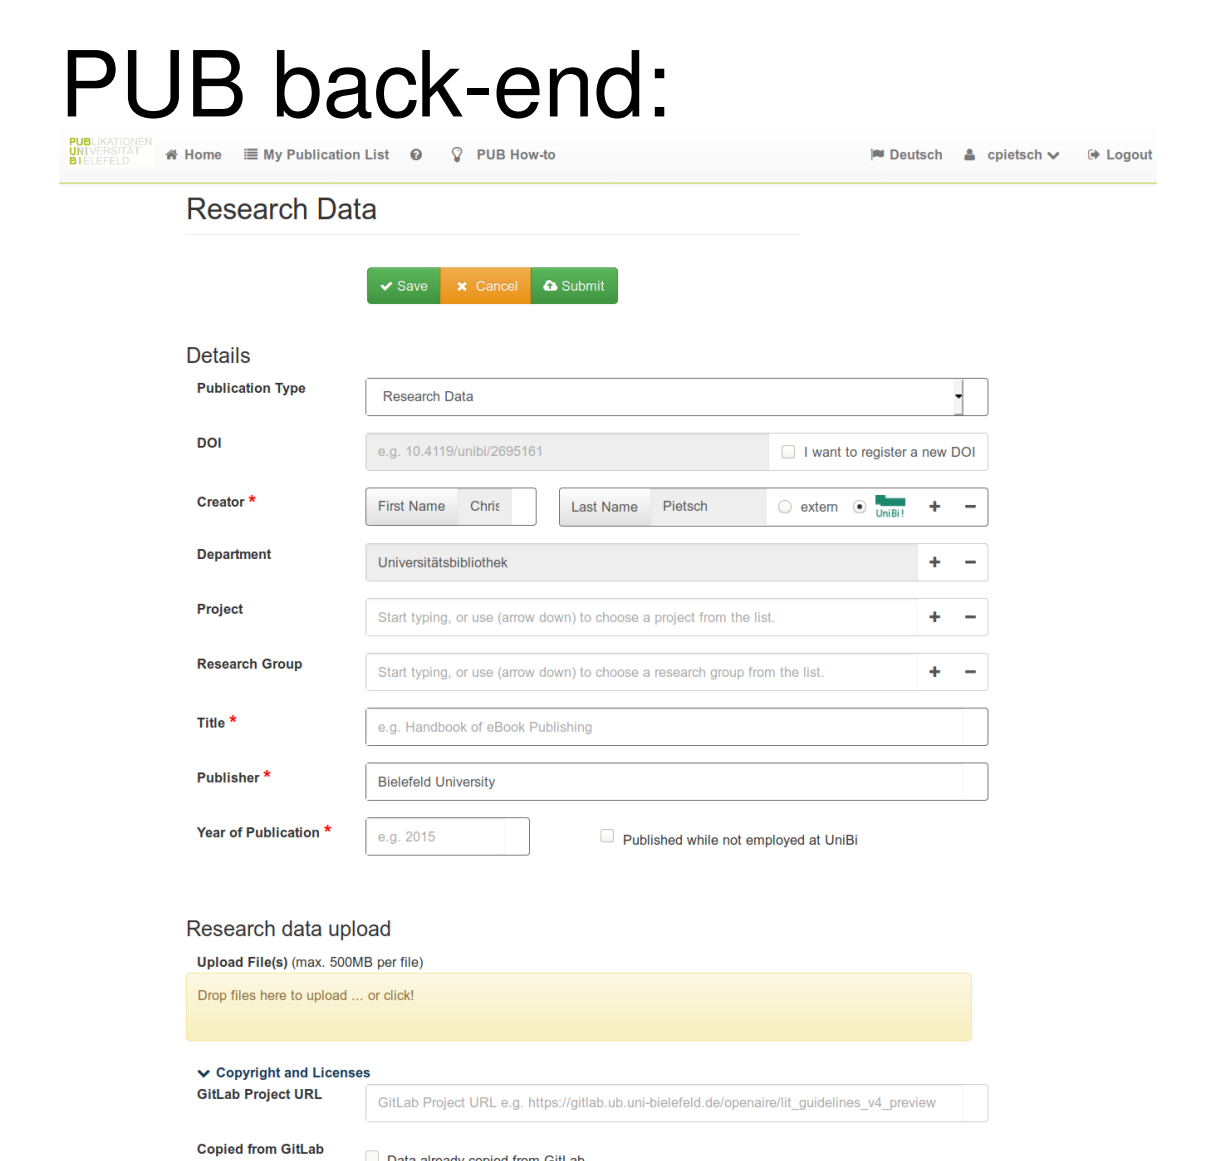 PUB back-end:
PUBLIKATIONEN
UNIVERSITÄT
BIELEFELD
Home My Publication List PUB How-to Deutsch cpietsch Logout
Research Data
Save Cancel Submit
Details
Publication Type Research Data
DOI e.g. 10.4119/unibi/2695161 I want to register a new DOI
Creator * First Name Chris Last Name Pietsch extern UniBi! + −
Department Universitätsbibliothek + −
Project Start typing, or use (arrow down) to choose a project from the list. + −
Research Group Start typing, or use (arrow down) to choose a research group from the list. + −
Title * e.g. Handbook of eBook Publishing
Publisher * Bielefeld University
Year of Publication * e.g. 2015 Published while not employed at UniBi
Research data upload
Upload File(s) (max. 500MB per file)
Drop files here to upload ... or click!
Copyright and Licenses
GitLab Project URL GitLab Project URL e.g. https://gitlab.ub.uni-bielefeld.de/openaire/lit_guidelines_v4_preview
Copied from GitLab Data already copied from GitLab